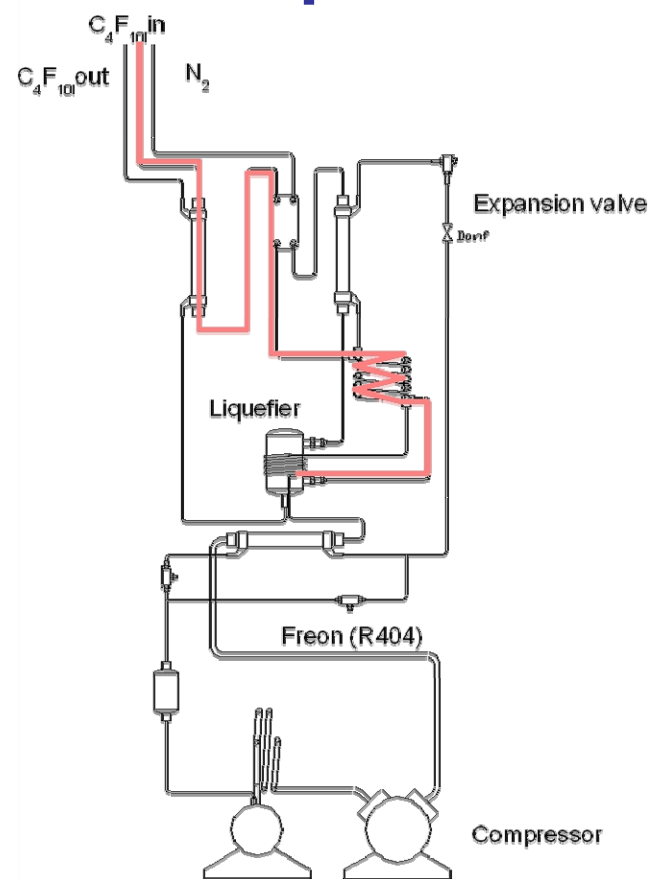 C4F10in
C4F10out
N2
Expansion valve
Liquefier
Freon (R404)
Compressor